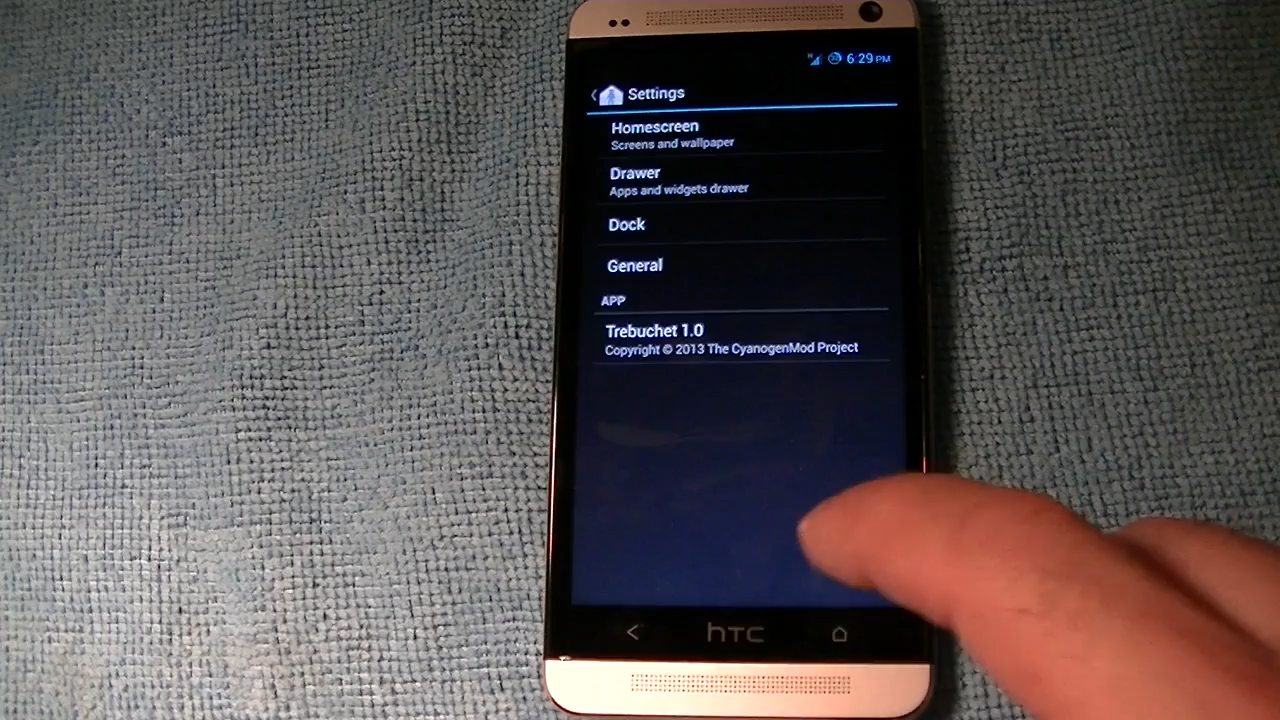 6:29 PM
Settings
Homescreen
Screens and wallpaper
Drawer
Apps and widgets drawer
Dock
General
APP
Trebuchet 1.0
Copyright © 2013 The CyanogenMod Project
hTC